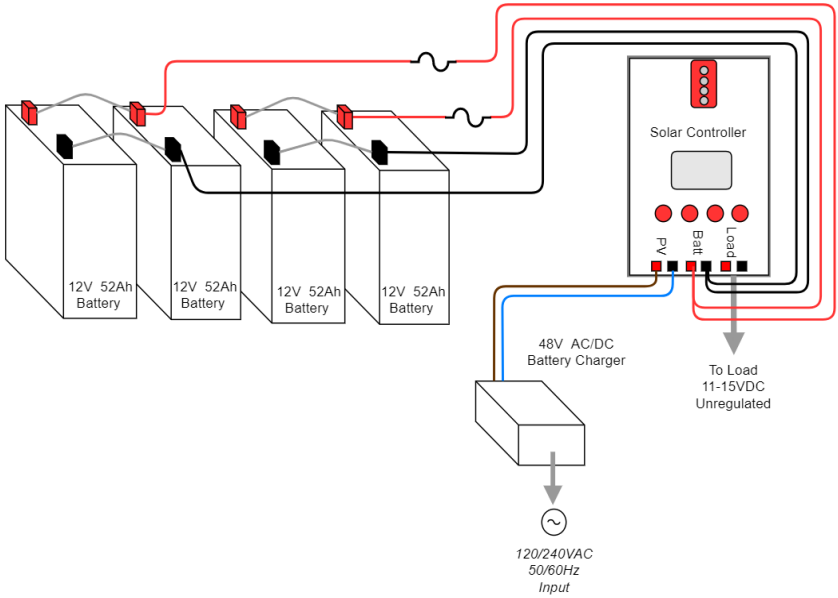 Solar Controller
PV
Batt
Load
12V 52Ah
Battery
12V 52Ah
Battery
12V 52Ah
Battery
12V 52Ah
Battery
48V AC/DC
Battery Charger
To Load
11-15VDC
Unregulated
120/240VAC
50/60Hz
Input